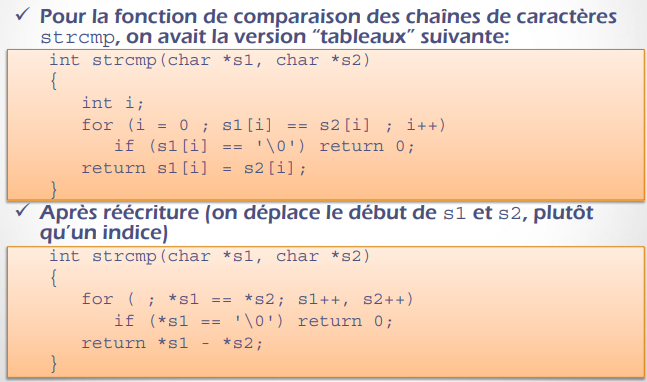 ✓ Pour la fonction de comparaison des chaînes de caractères
strcmp, on avait la version “tableaux” suivante:
int strcmp(char *s1, char *s2)
{
int i;
for (i = 0 ; s1[i] == s2[i] ; i++)
if (s1[i] == '\0') return 0;
return s1[i] = s2[i];
}
✓ Après réécriture (on déplace le début de s1 et s2, plutôt
qu’un indice)
int strcmp(char *s1, char *s2)
{
for ( ; *s1 == *s2; s1++, s2++)
if (*s1 == '\0') return 0;
return *s1 - *s2;
}